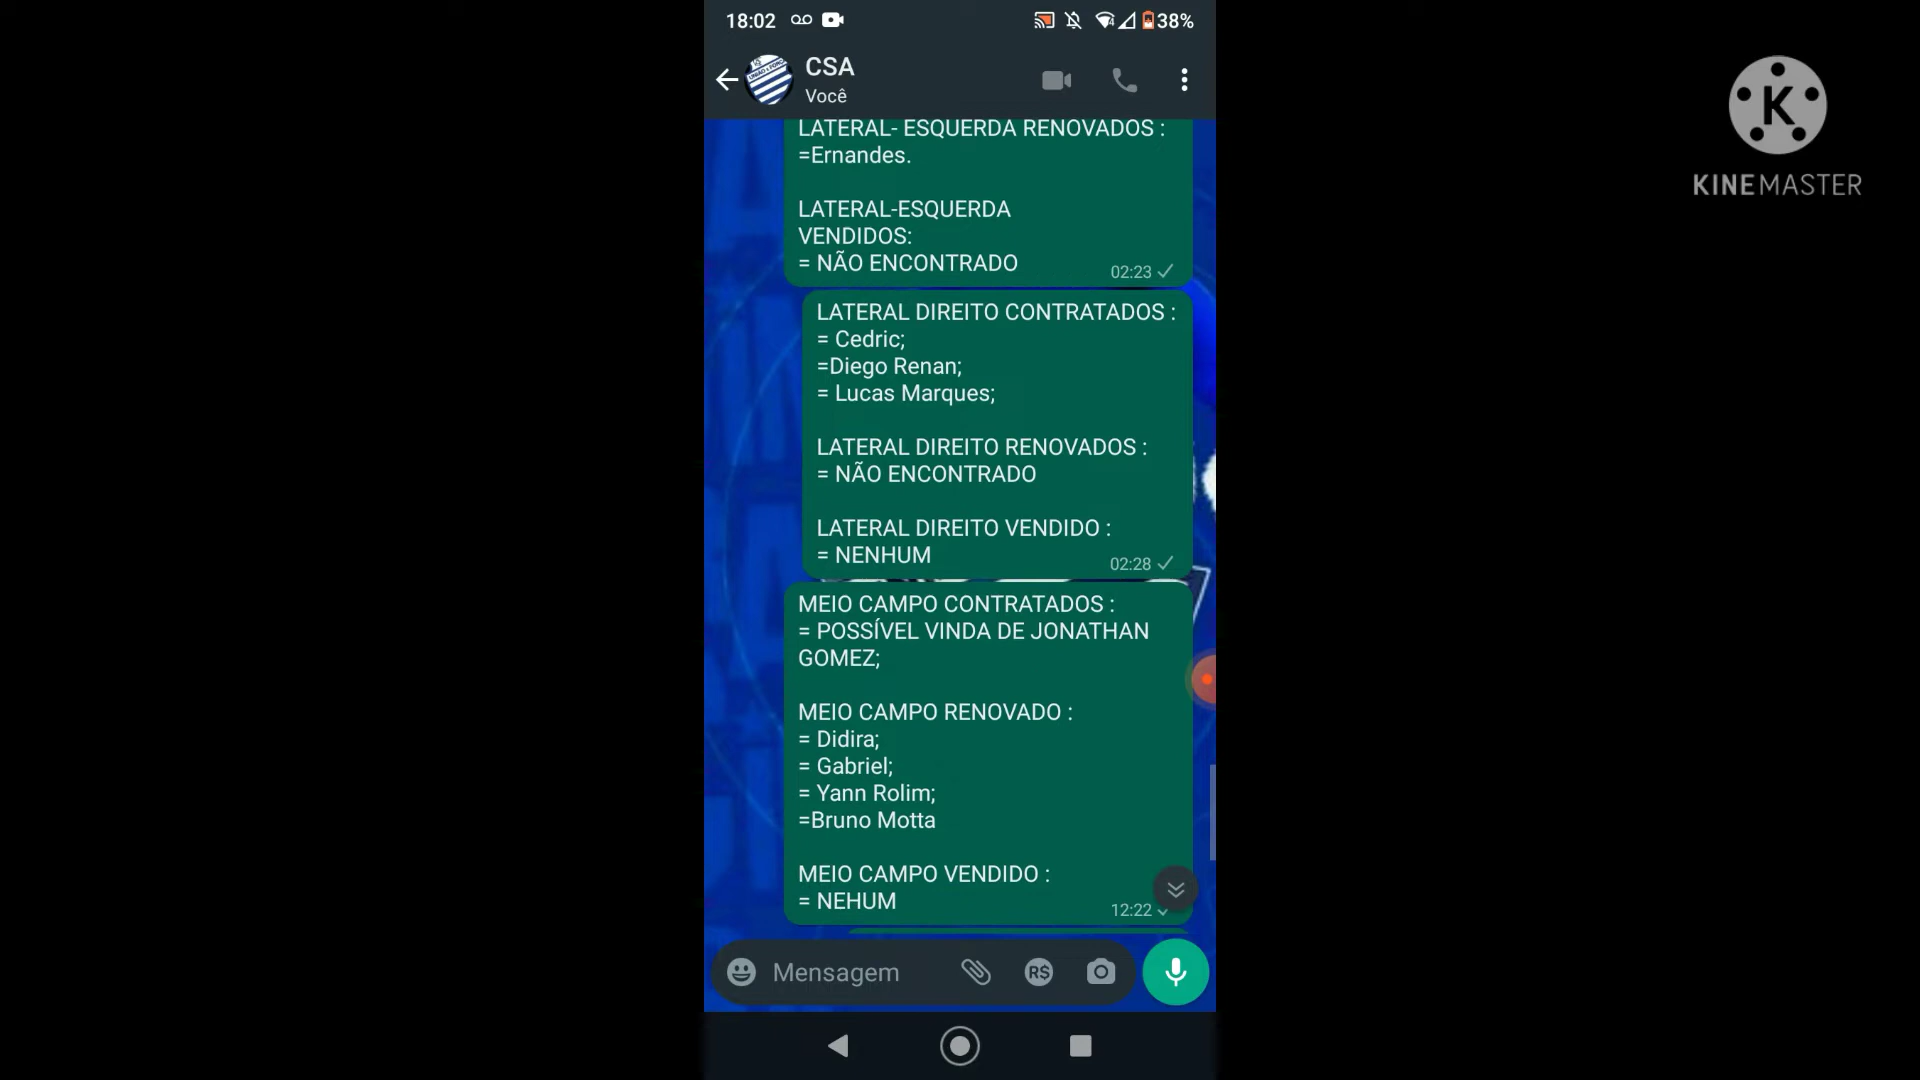 18:02
38%
CSA
Você
LATERAL- ESQUERDA RENOVADOS :
=Ernandes.
LATERAL-ESQUERDA
VENDIDOS:
= NÃO ENCONTRADO
02:23
LATERAL DIREITO CONTRATADOS :
= Cedric;
=Diego Renan;
= Lucas Marques;
LATERAL DIREITO RENOVADOS :
= NÃO ENCONTRADO
LATERAL DIREITO VENDIDO :
= NENHUM
02:28
MEIO CAMPO CONTRATADOS :
= POSSÍVEL VINDA DE JONATHAN
GOMEZ;
MEIO CAMPO RENOVADO :
= Didira;
= Gabriel;
= Yann Rolim;
=Bruno Motta
MEIO CAMPO VENDIDO :
= NEHUM
12:22
Mensagem
R$
K
KINEMASTER